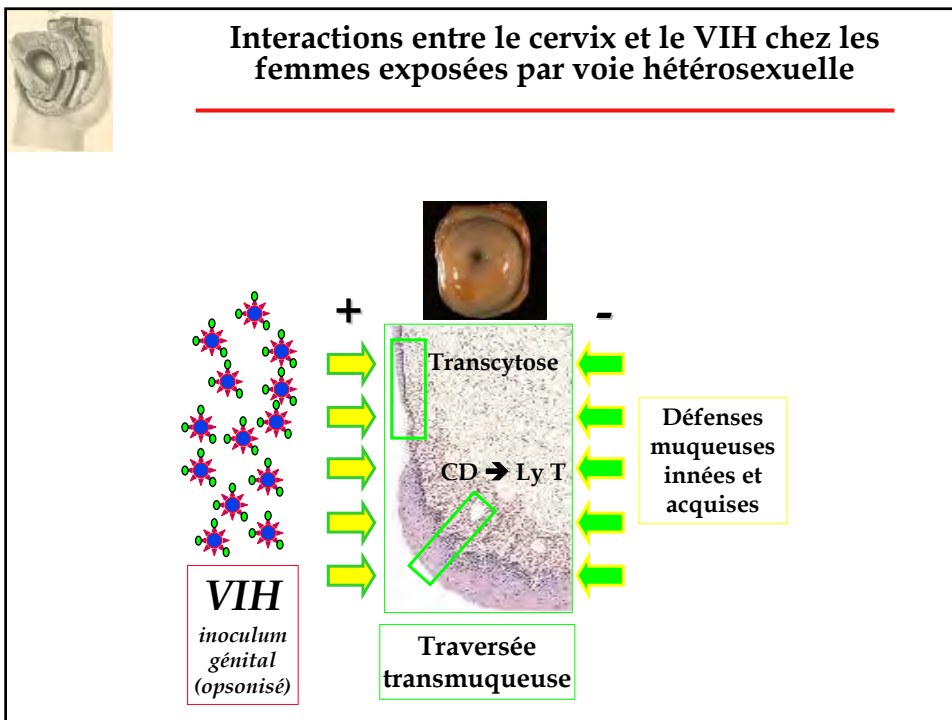 Interactions entre le cervix et le VIH chez les
femmes exposées par voie hétérosexuelle
+
-
Transcytose
CD ➔ Ly T
Défenses
muqueuses
innées et
acquises
VIH
inoculum
génital
(opsonisé)
Traversée
transmuqueuse